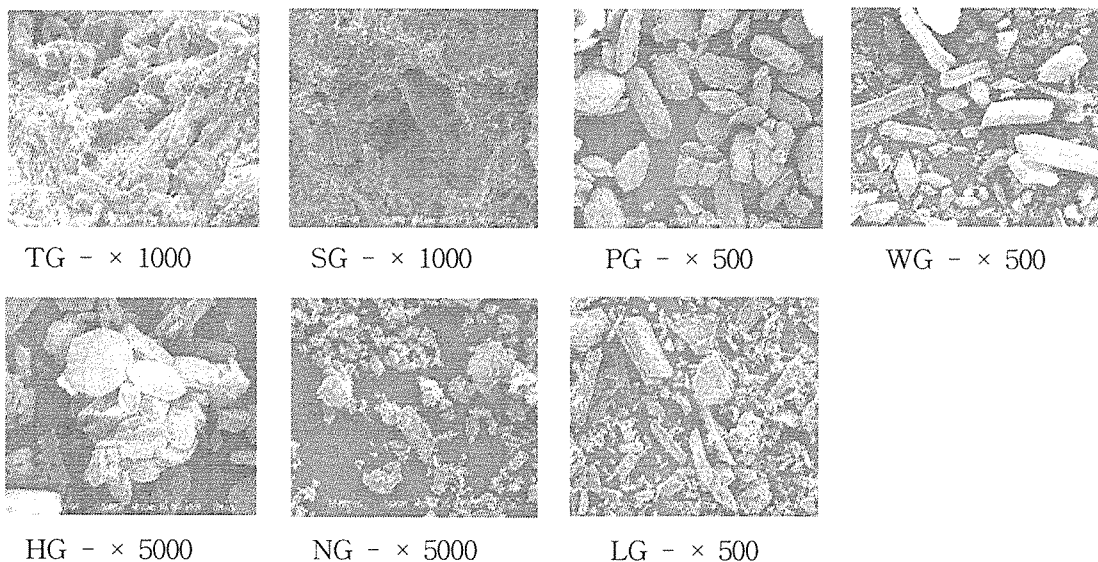 TG - × 1000
SG - × 1000
PG - × 500
WG - × 500
HG - × 5000
NG - × 5000
LG - × 500